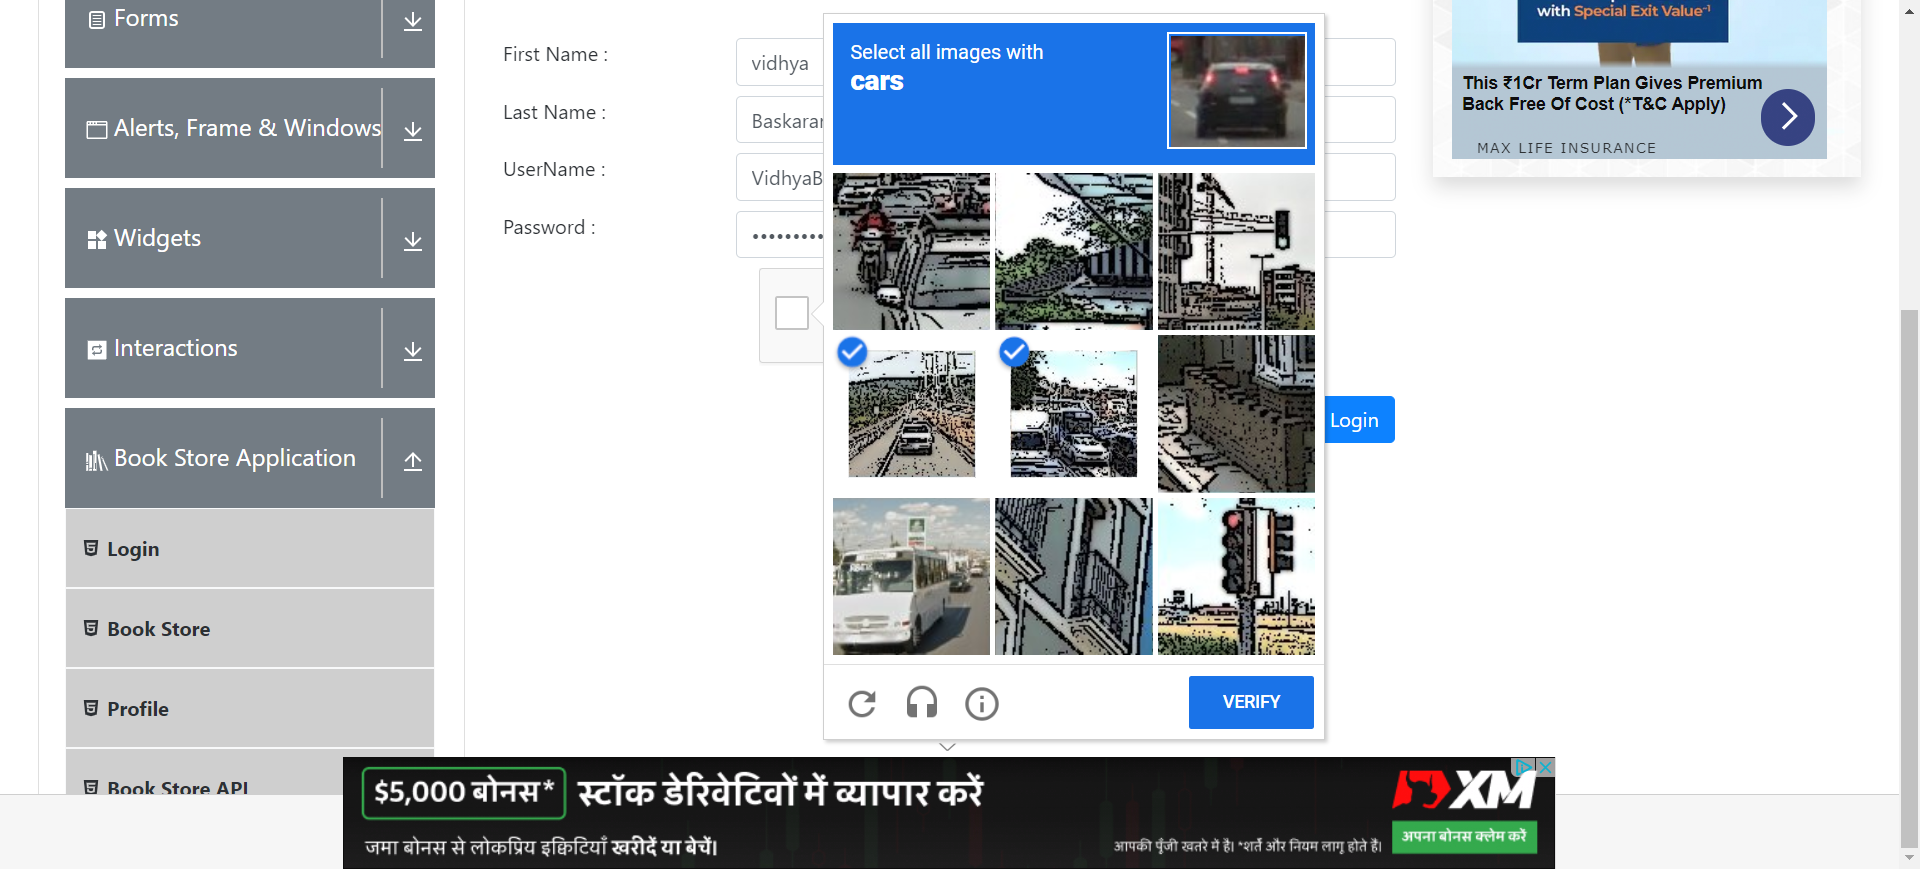 Forms
Alerts, Frame & Windows
Widgets
Interactions
Book Store Application
Login
Book Store
Profile
Book Store API
First Name :
vidhya
Last Name :
Baskaran
UserName :
VidhyaB
Password :
•••••••••
Select all images with
cars
VERIFY
Login
with Special Exit Value~1
This ₹1Cr Term Plan Gives Premium
Back Free Of Cost (*T&C Apply)
MAX LIFE INSURANCE
$5,000 बोनस* स्टॉक डेरिवेटिवों में व्यापार करें
जमा बोनस से लोकप्रिय इक्विटियाँ खरीदें या बेचें।
आपकी पूँजी खतरे में है। *शर्तें और नियम लागू होते है।
XM
अपना बोनस क्लेम करें